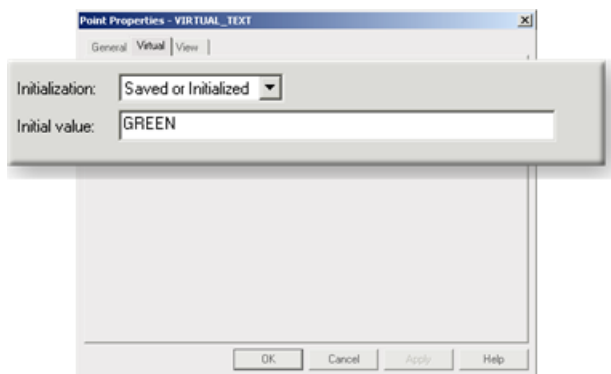 Point Properties - VIRTUAL_TEXT
General Virtual View
Initialization: Saved or Initialized
Initial value: GREEN
OK Cancel Apply Help